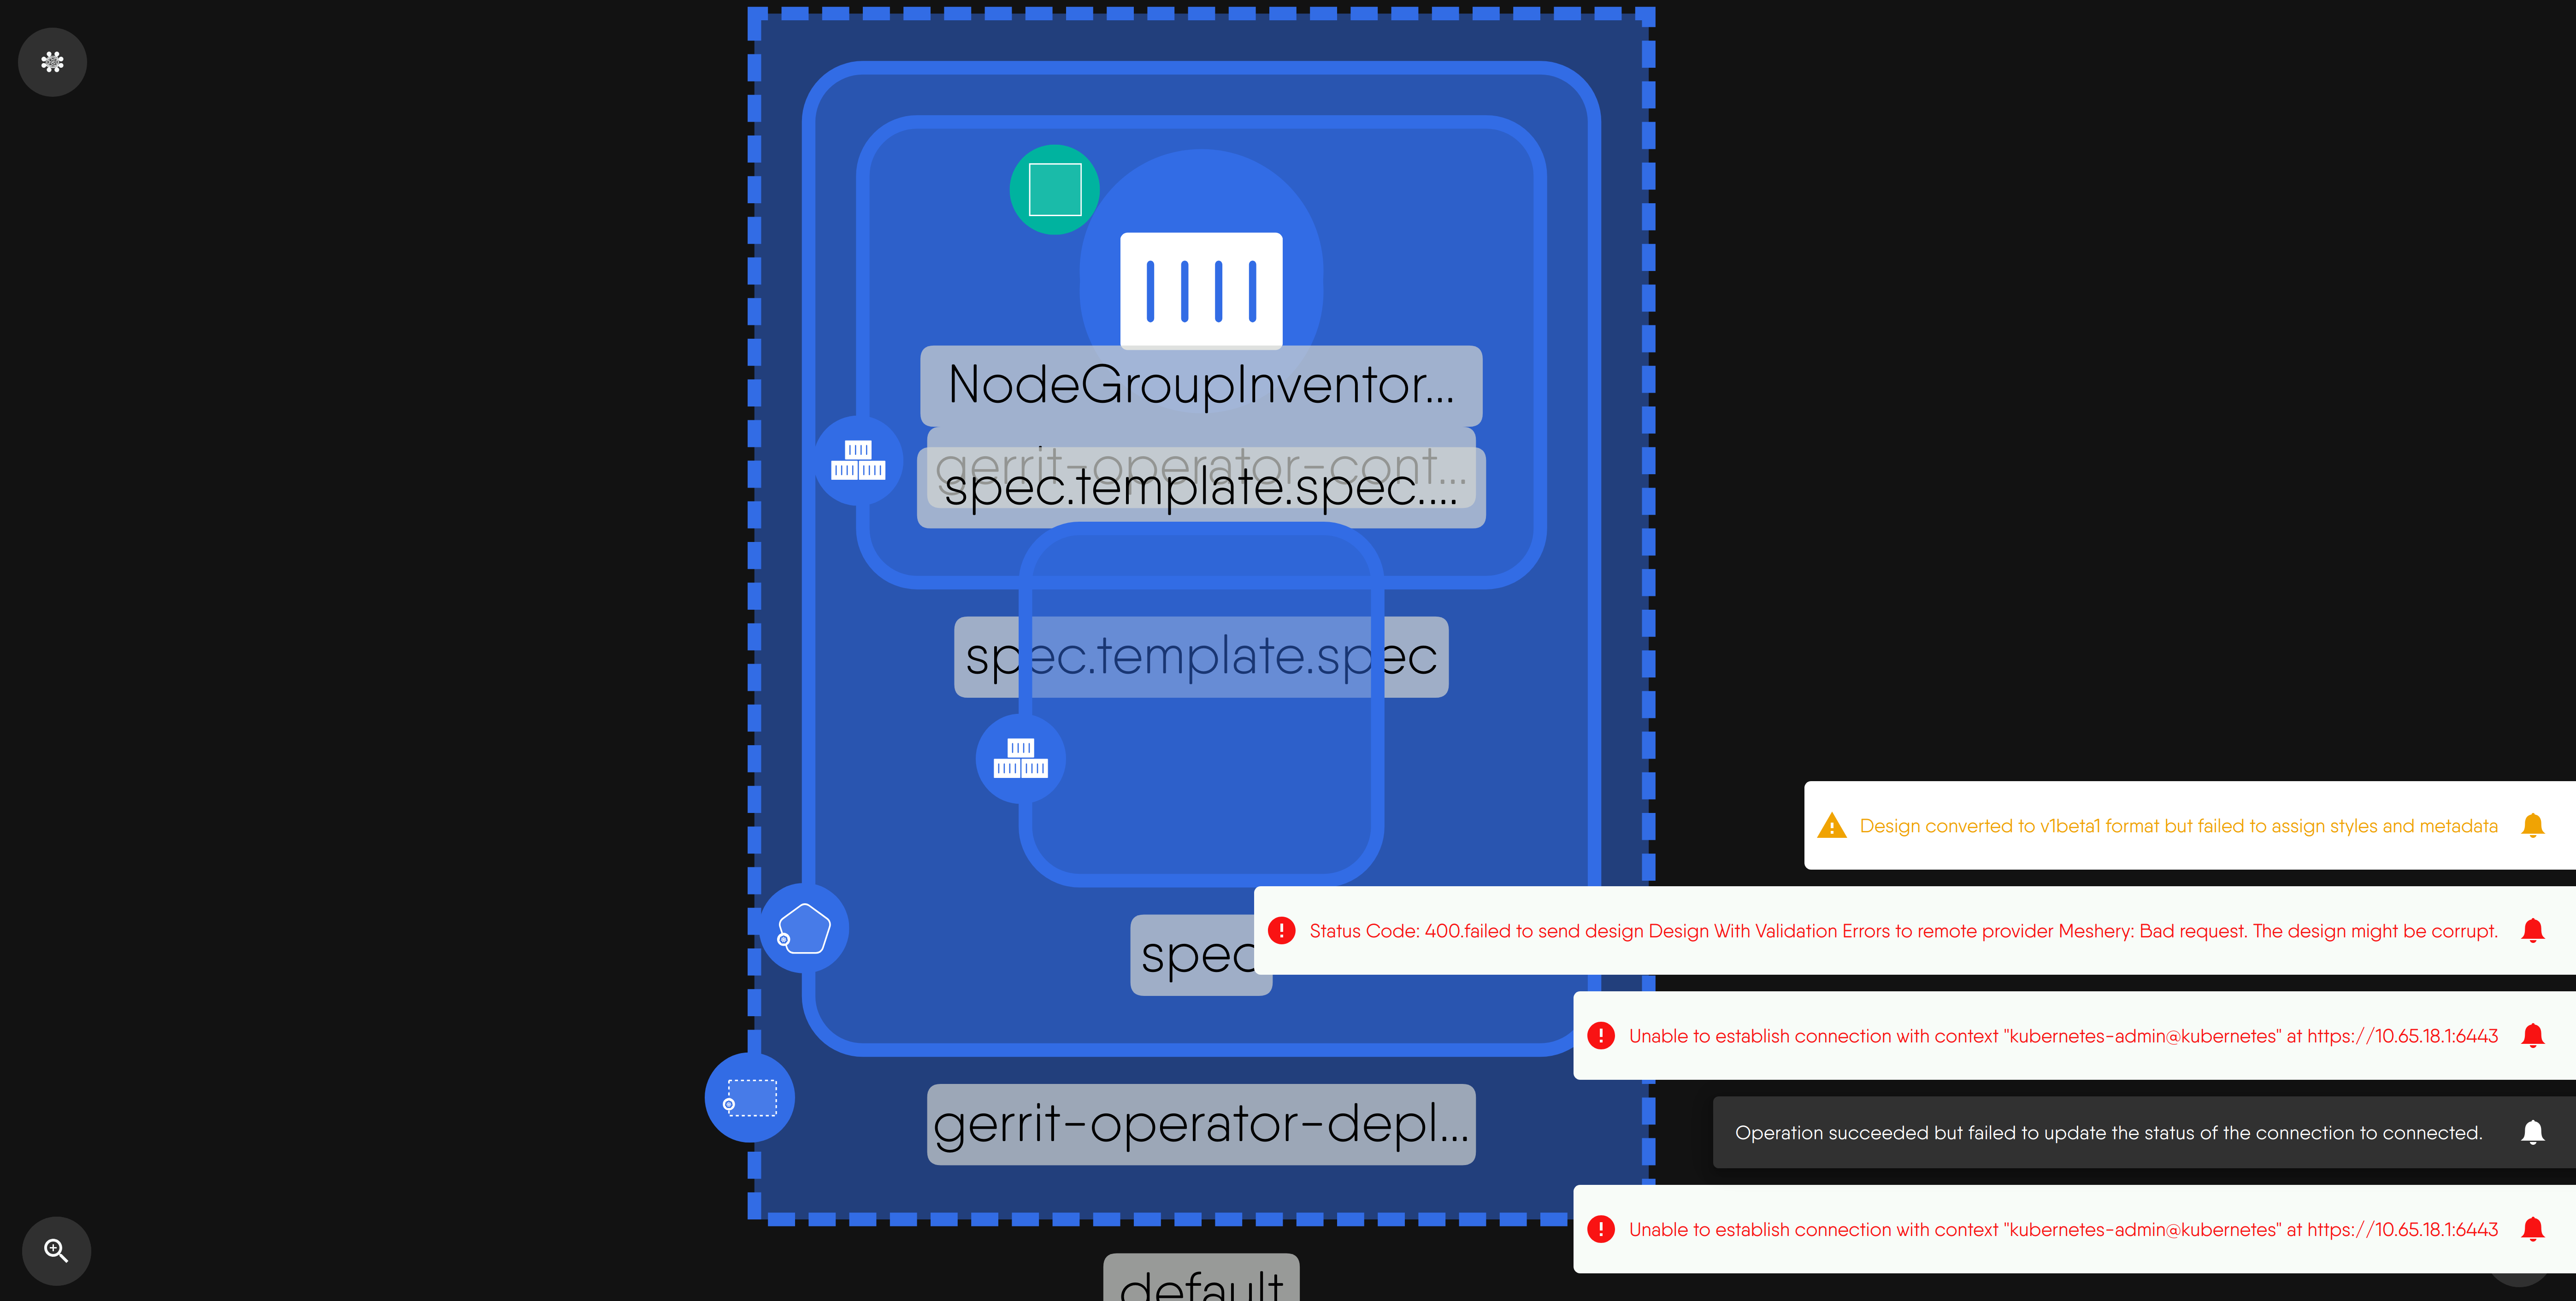 NodeGroupInventor...
gerrit-operator-cont...
spec.template.spec....
spec.template.spec
Design converted to v1beta1 format but failed to assign styles and metadata
Status Code: 400.failed to send design Design With Validation Errors to remote provider Meshery: Bad request. The design might be corrupt.
spec
Unable to establish connection with context "kubernetes-admin@kubernetes" at https://10.65.18.1:6443
gerrit-operator-depl...
Operation succeeded but failed to update the status of the connection to connected.
Unable to establish connection with context "kubernetes-admin@kubernetes" at https://10.65.18.1:6443
default